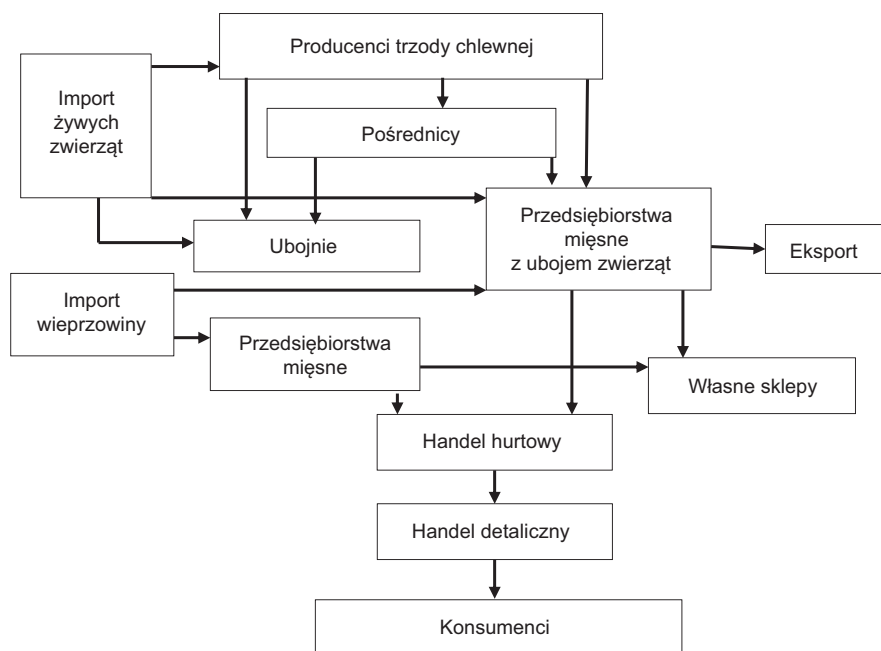 Producenci trzody chlewnej
Import
żywych
zwierząt
Pośrednicy
Przedsiębiorstwa
mięsne
z ubojem zwierząt
Ubojnie
Eksport
Import
wieprzowiny
Przedsiębiorstwa
mięsne
Własne sklepy
Handel hurtowy
Handel detaliczny
Konsumenci